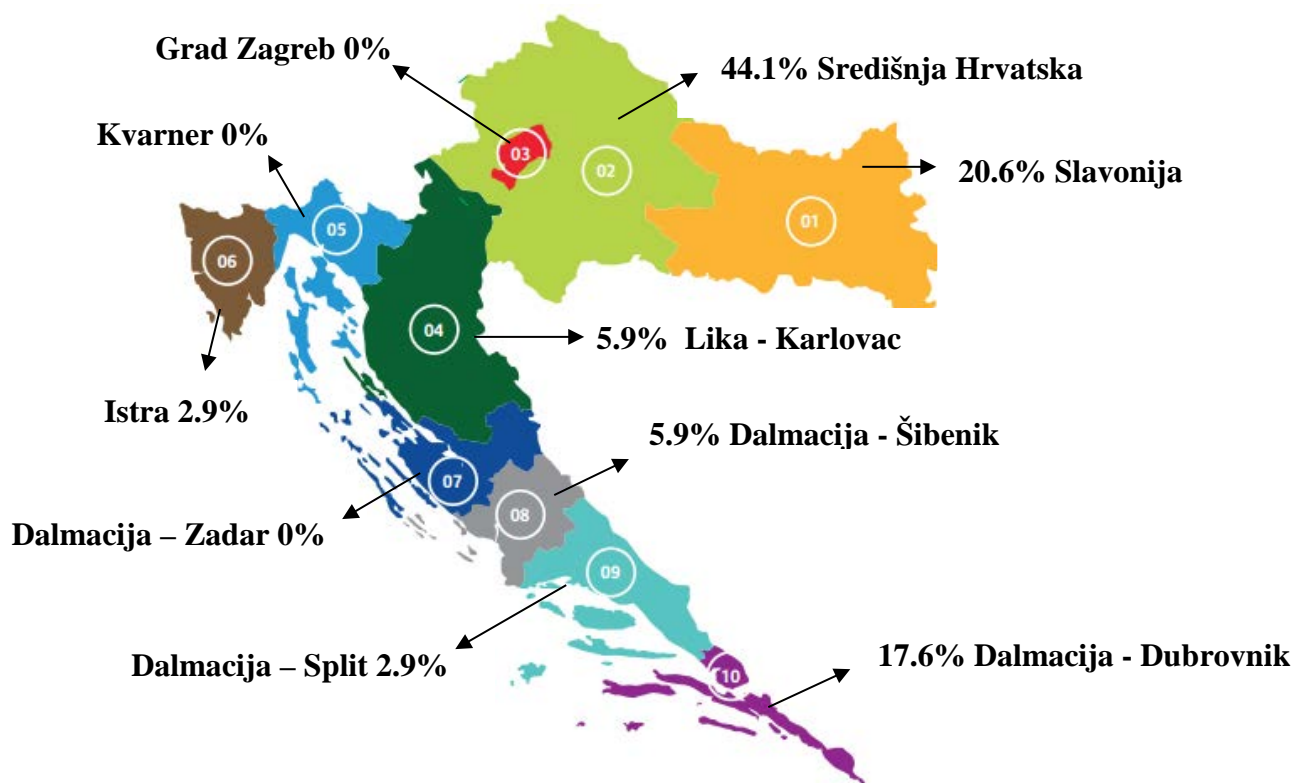 Grad Zagreb 0%
44.1% Središnja Hrvatska
Kvarner 0%
03
02
20.6% Slavonija
01
05
06
04
5.9% Lika - Karlovac
Istra 2.9%
5.9% Dalmacija - Šibenik
07
08
Dalmacija – Zadar 0%
09
Dalmacija – Split 2.9%
10
17.6% Dalmacija - Dubrovnik